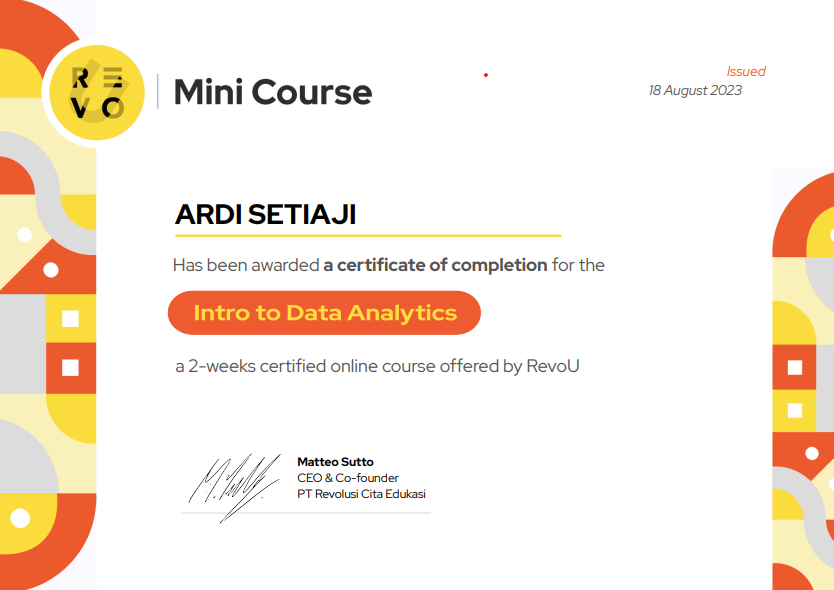 RE
VO
Mini Course
Issued
18 August 2023
ARDI SETIAJI
Has been awarded a certificate of completion for the
Intro to Data Analytics
a 2-weeks certified online course offered by RevoU
Matteo Sutto
CEO & Co-founder
PT Revolusi Cita Edukasi